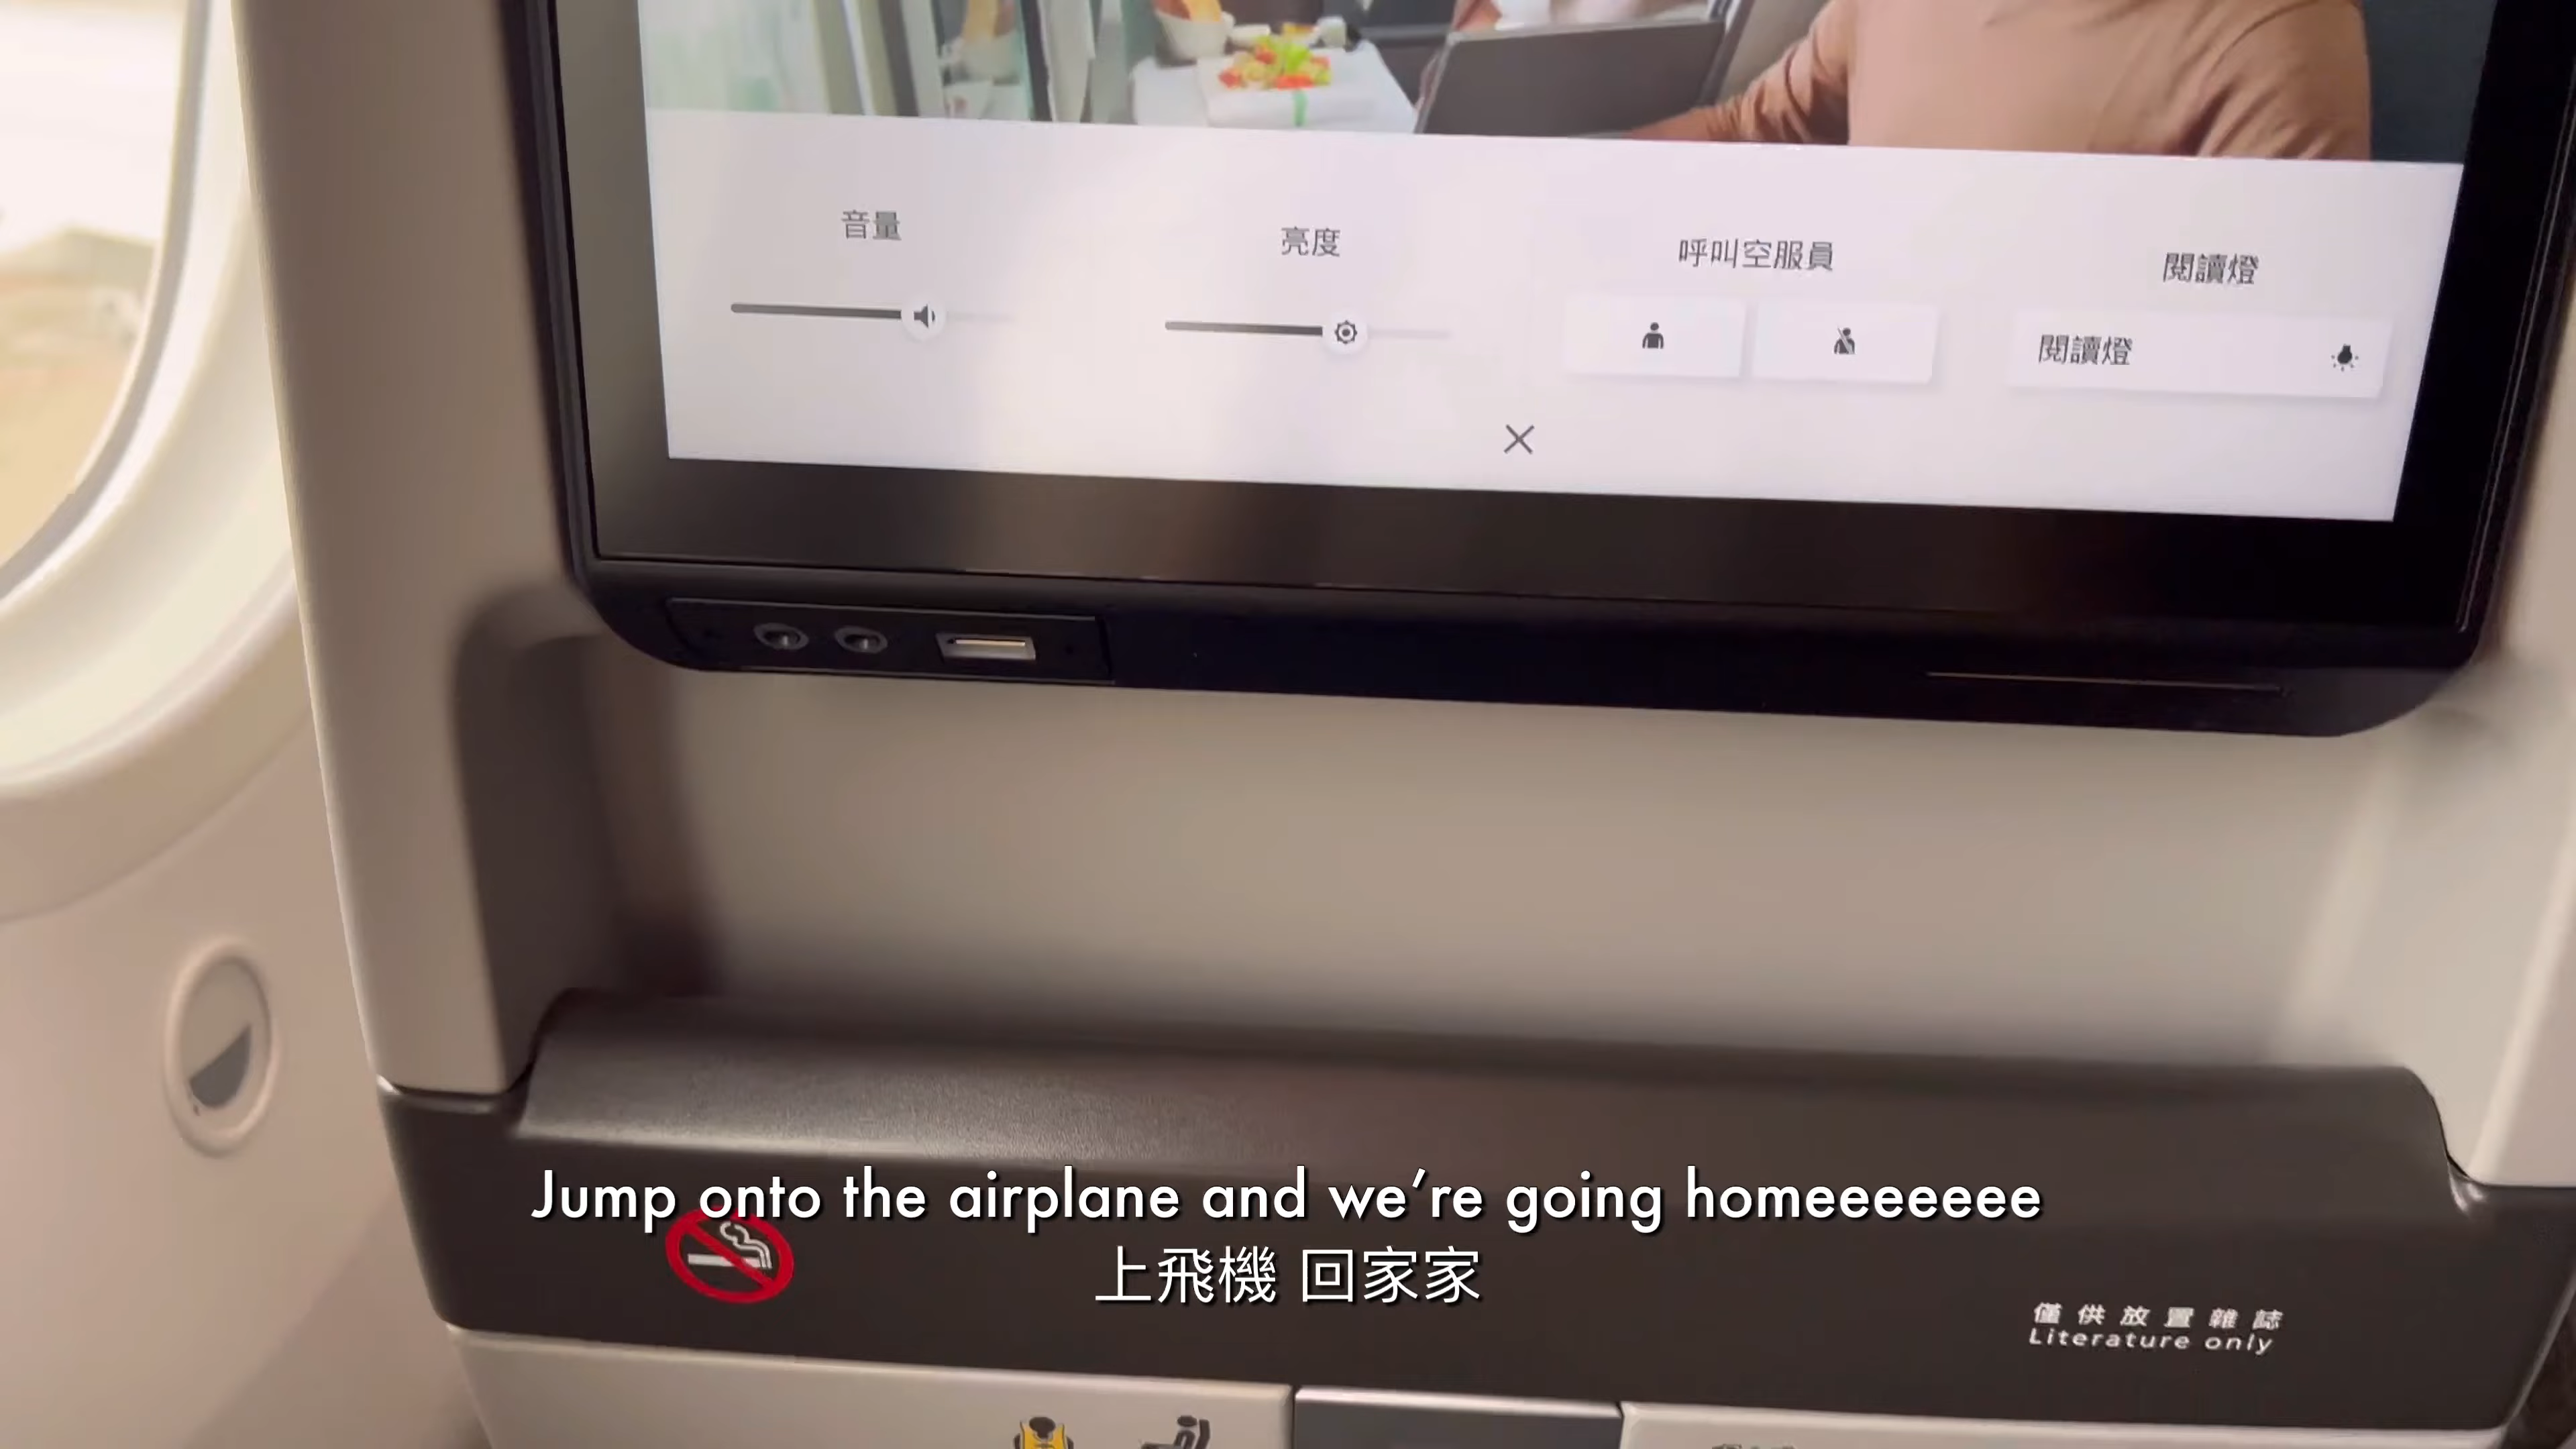 音量
亮度
呼叫空服員
閱讀燈
閱讀燈
Jump onto the airplane and we're going homeeeeeeee
上飛機 回家家
僅供放置雜誌
Literature only